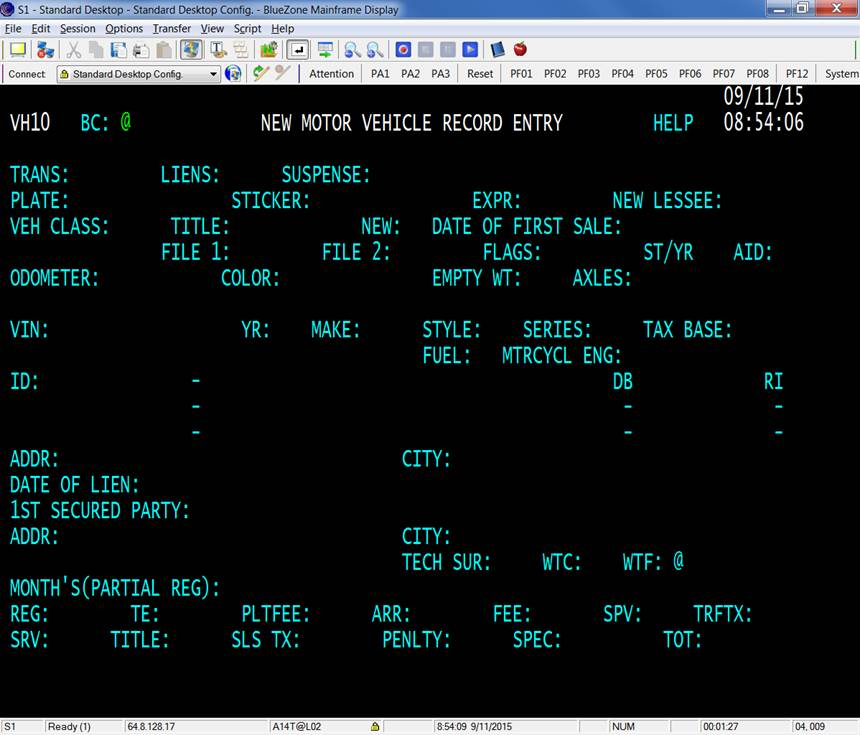 S1 - Standard Desktop - Standard Desktop Config. - BlueZone Mainframe Display
File Edit Session Options Transfer View Script Help
Connect: Standard Desktop Config. Attention PA1 PA2 PA3 Reset PF01 PF02 PF03 PF04 PF05 PF06 PF07 PF08 PF12 System
09/11/15
VH10 BC: @ NEW MOTOR VEHICLE RECORD ENTRY HELP 08:54:06
TRANS: LIENS: SUSPENSE:
PLATE: STICKER: EXPR: NEW LESSEE:
VEH CLASS: TITLE: NEW: DATE OF FIRST SALE:
FILE 1: FILE 2: FLAGS: ST/YR AID:
ODOMETER: COLOR: EMPTY WT: AXLES:
VIN: YR: MAKE: STYLE: SERIES: TAX BASE:
FUEL: MTRCYCL ENG:
ID: - DB RI
- - -
- - -
ADDR: CITY:
DATE OF LIEN:
1ST SECURED PARTY:
ADDR: CITY:
TECH SUR: WTC: WTF: @
MONTH'S(PARTIAL REG):
REG: TE: PLTFEE: ARR: FEE: SPV: TRFTX:
SRV: TITLE: SLS TX: PENLTY: SPEC: TOT:
S1 Ready (1) 64.8.128.17 A14T@L02 8:54:09 9/11/2015 NUM 00:01:27 04, 009